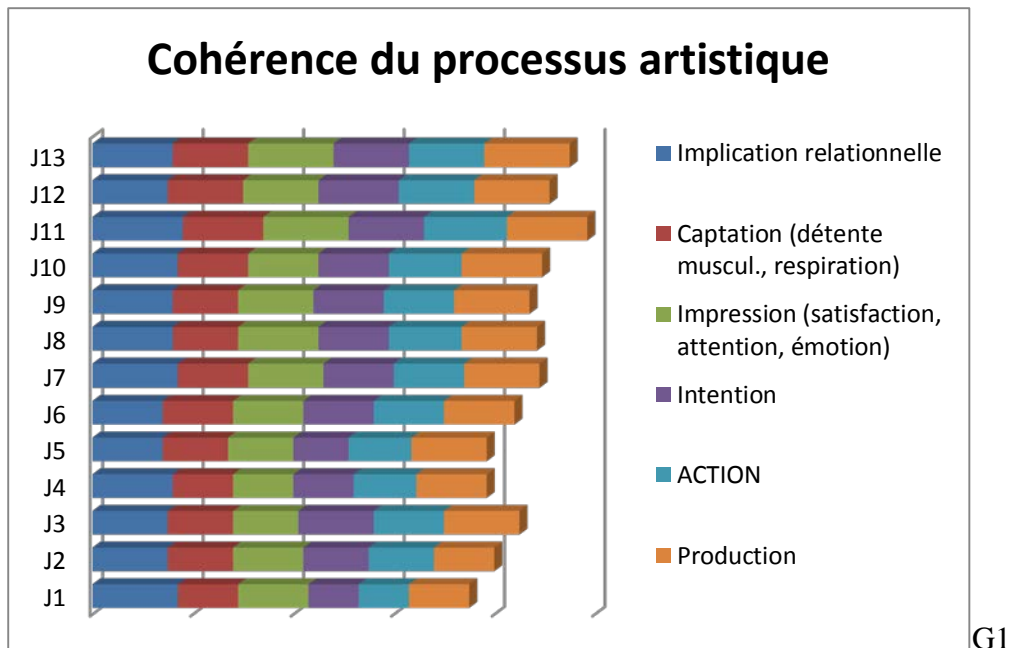 Cohérence du processus artistique
J13
J12
J11
J10
J9
J8
J7
J6
J5
J4
J3
J2
J1
Implication relationnelle
Captation (détente
muscul., respiration)
Impression (satisfaction,
attention, émotion)
Intention
ACTION
Production
G1